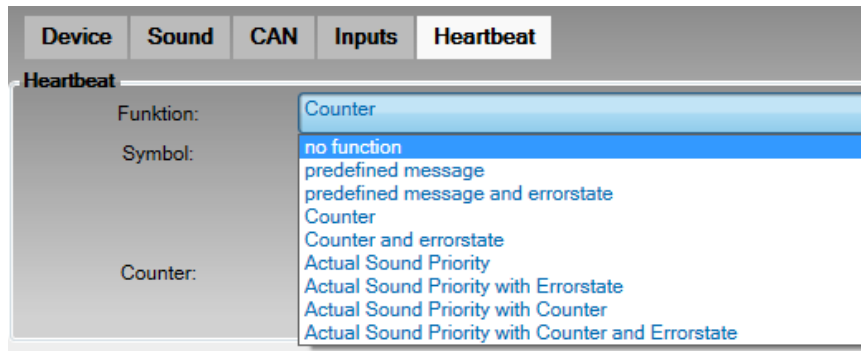 Device Sound CAN Inputs Heartbeat
Heartbeat
Funktion: Counter
Symbol: no function
predefined message
predefined message and errorstate
Counter
Counter and errorstate
Actual Sound Priority
Counter: Actual Sound Priority with Errorstate
Actual Sound Priority with Counter
Actual Sound Priority with Counter and Errorstate